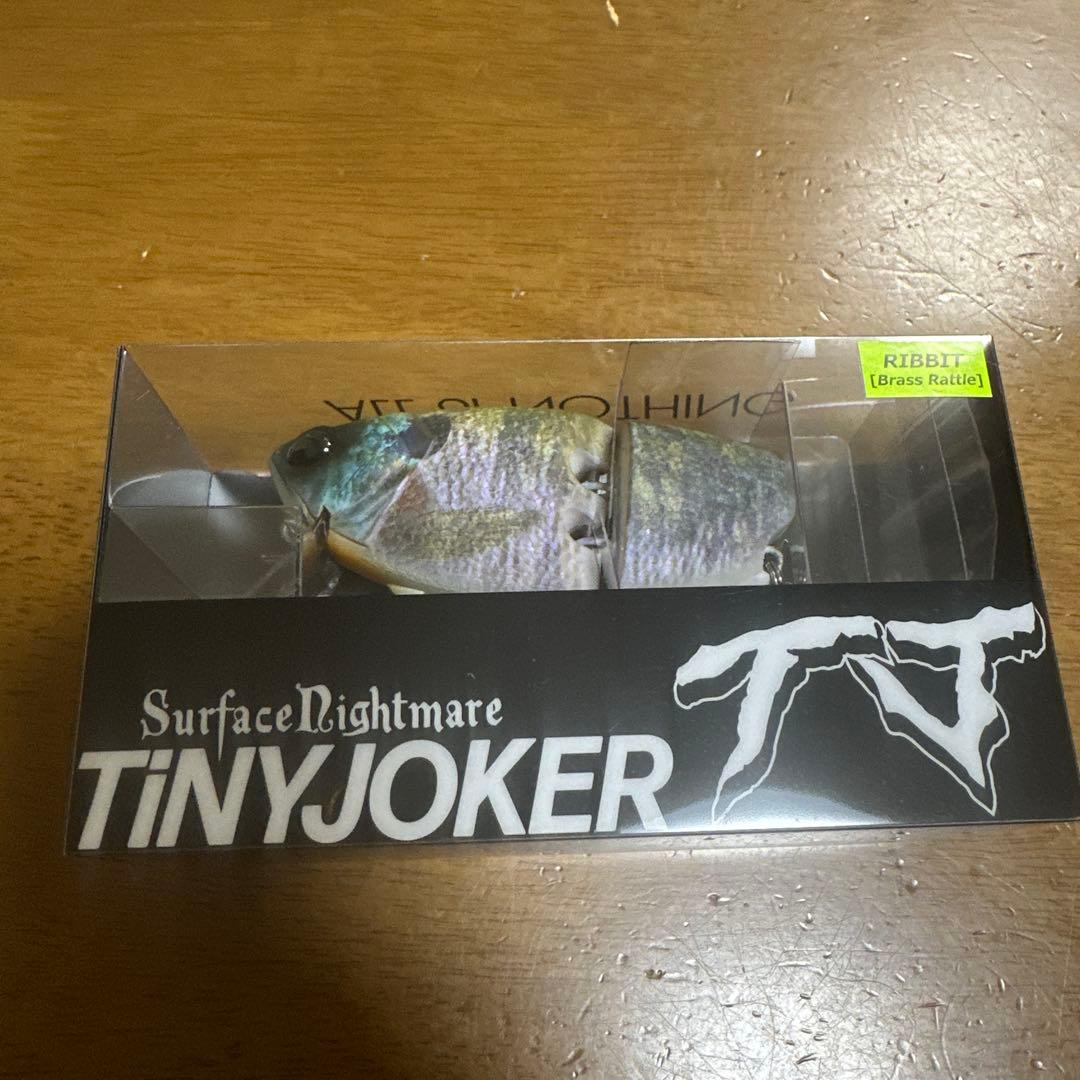 RIBBIT
[Brass Rattle]
ALL OR NOTHING
SurfaceNightmare
TiNYJOKER
TJ